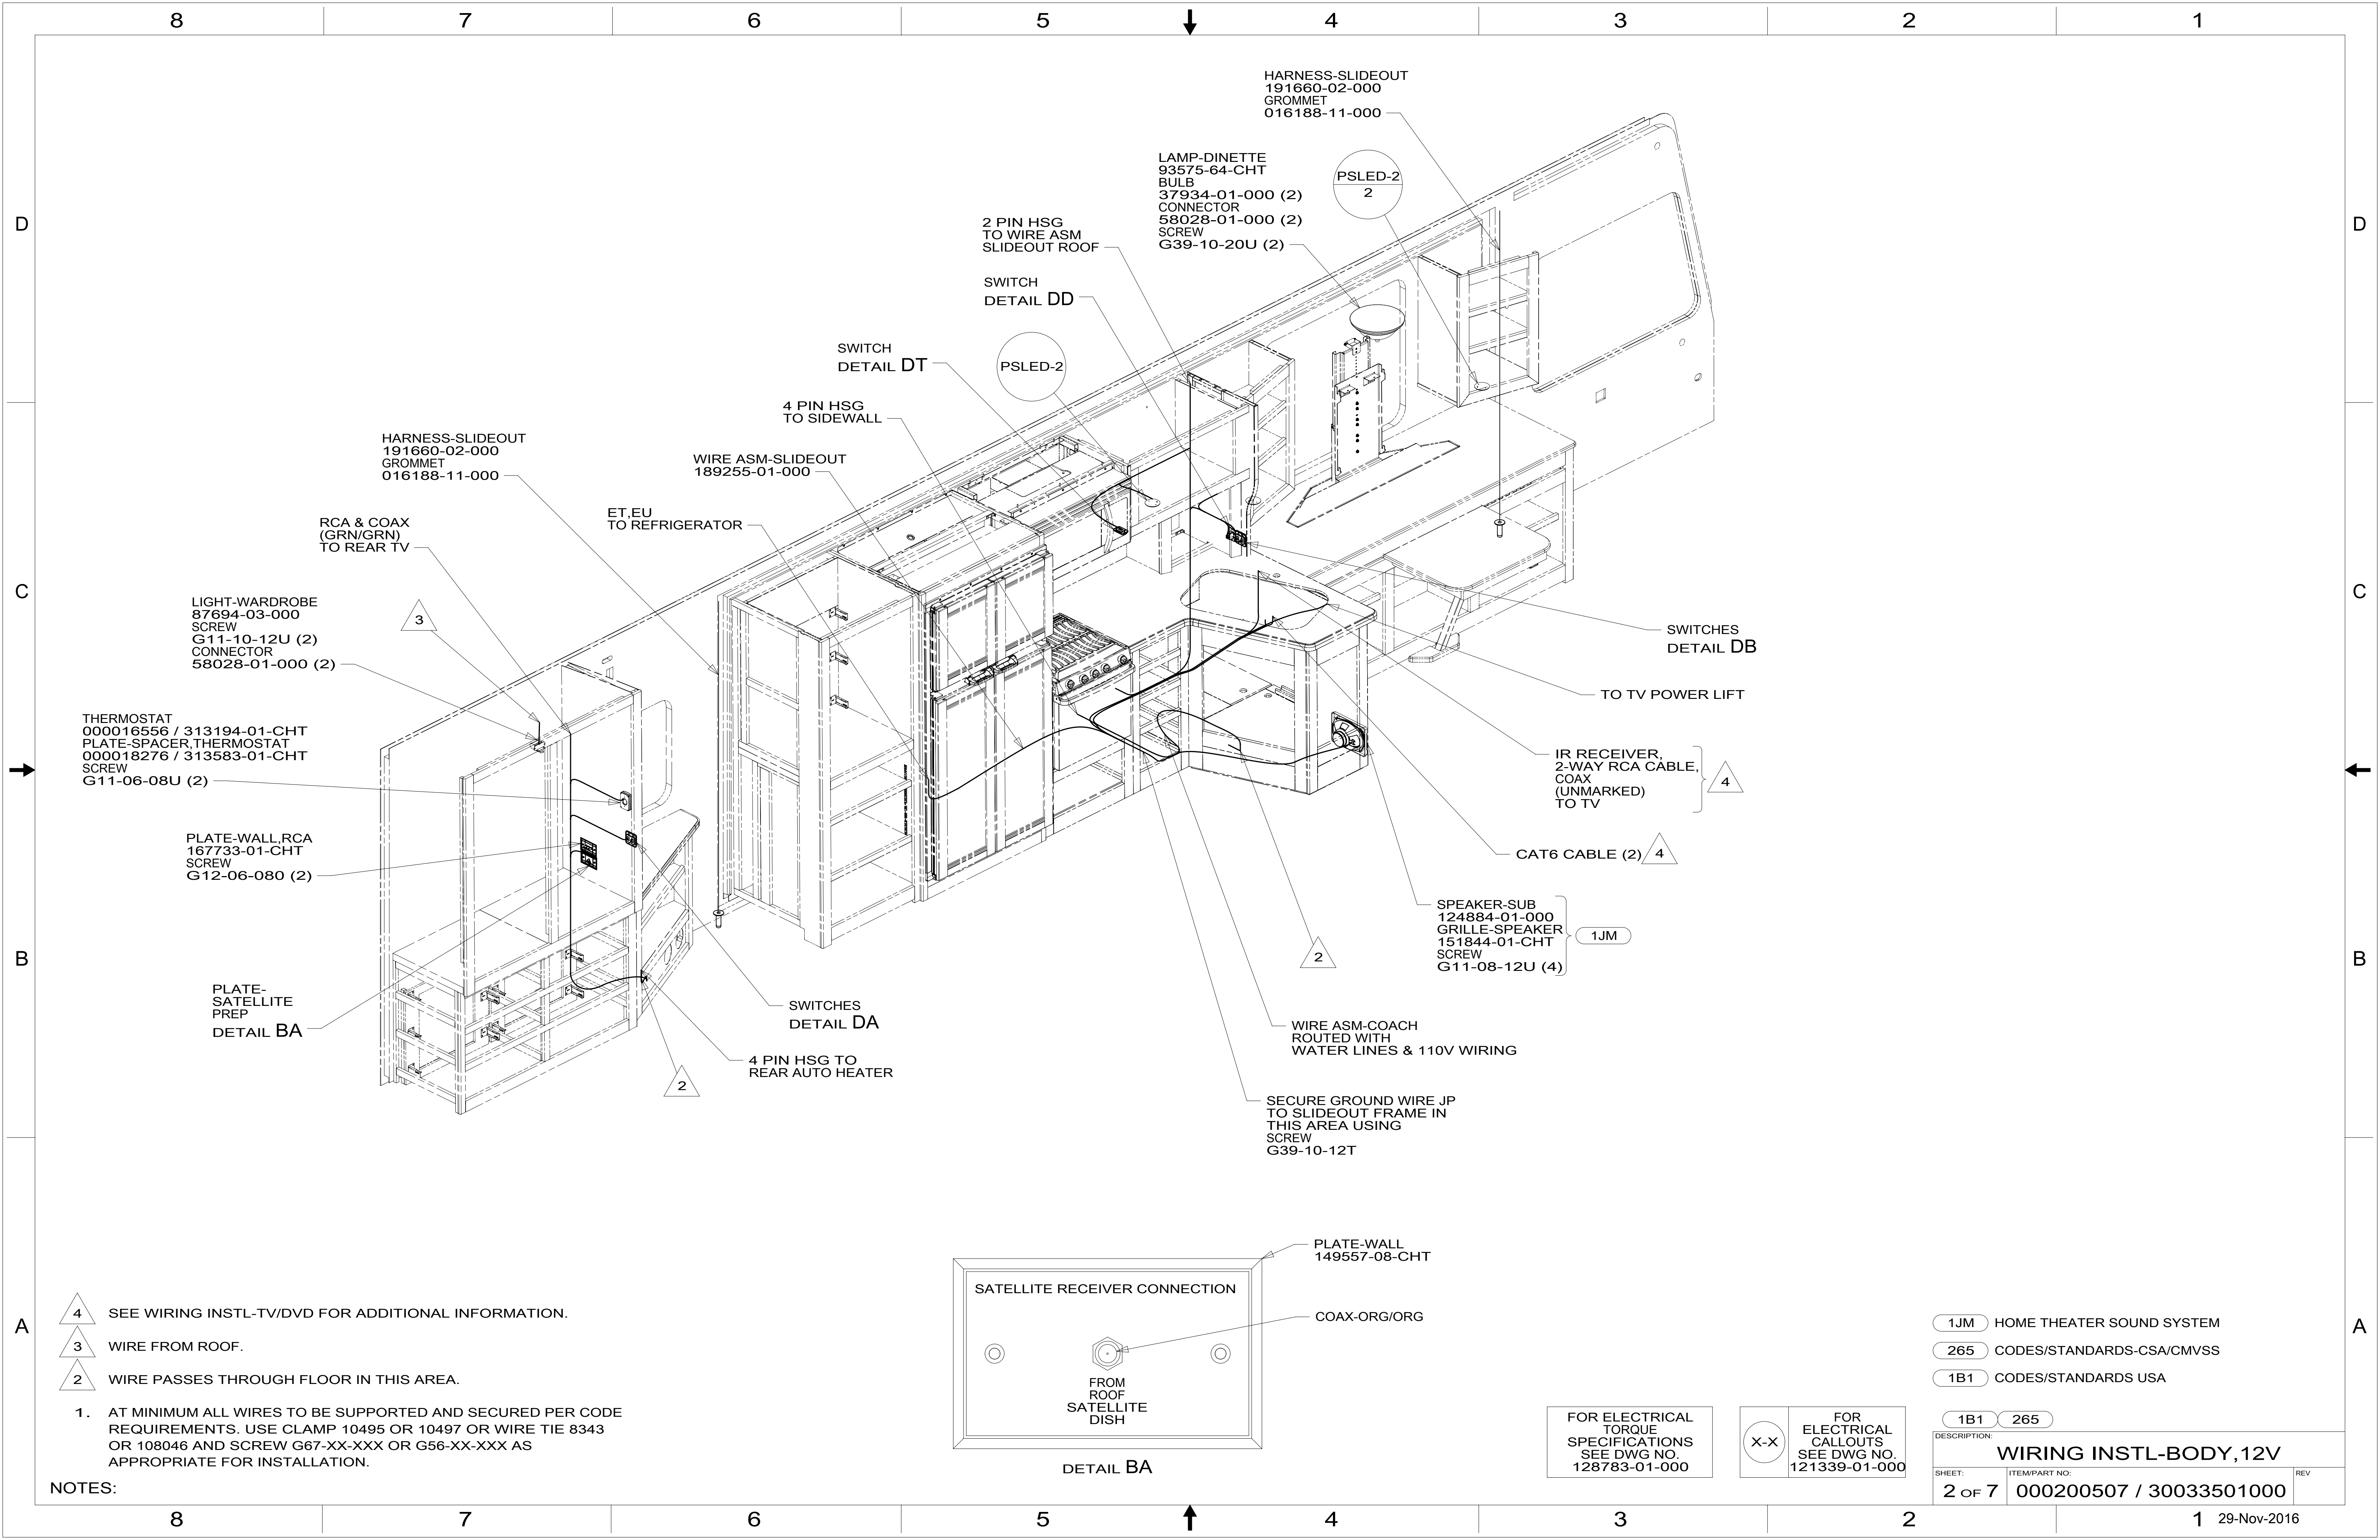 8 7 6 5 4 3 2 1
D
C
B
A
D
C
B
A
HARNESS-SLIDEOUT
191660-02-000
GROMMET
016188-11-000
LAMP-DINETTE
93575-64-CHT
BULB
37934-01-000 (2)
CONNECTOR
58028-01-000 (2)
SCREW
G39-10-20U (2)
PSLED-2
2
2 PIN HSG
TO WIRE ASM
SLIDEOUT ROOF
SWITCH
DETAIL DD
SWITCH
DETAIL DT
PSLED-2
4 PIN HSG
TO SIDEWALL
HARNESS-SLIDEOUT
191660-02-000
GROMMET
016188-11-000
WIRE ASM-SLIDEOUT
189255-01-000
ET,EU
TO REFRIGERATOR
RCA & COAX
(GRN/GRN)
TO REAR TV
3
LIGHT-WARDROBE
87694-03-000
SCREW
G11-10-12U (2)
CONNECTOR
58028-01-000 (2)
THERMOSTAT
000016556 / 313194-01-CHT
PLATE-SPACER,THERMOSTAT
000018276 / 313583-01-CHT
SCREW
G11-06-08U (2)
PLATE-WALL,RCA
167733-01-CHT
SCREW
G12-06-080 (2)
PLATE-
SATELLITE
PREP
DETAIL BA
SWITCHES
DETAIL DA
4 PIN HSG TO
REAR AUTO HEATER
2
SWITCHES
DETAIL DB
TO TV POWER LIFT
IR RECEIVER,
2-WAY RCA CABLE,
COAX
(UNMARKED)
TO TV
4
CAT6 CABLE (2)
4
SPEAKER-SUB
124884-01-000
GRILLE-SPEAKER
151844-01-CHT
SCREW
G11-08-12U (4)
1JM
2
WIRE ASM-COACH
ROUTED WITH
WATER LINES & 110V WIRING
SECURE GROUND WIRE JP
TO SLIDEOUT FRAME IN
THIS AREA USING
SCREW
G39-10-12T
PLATE-WALL
149557-08-CHT
SATELLITE RECEIVER CONNECTION
COAX-ORG/ORG
FROM
ROOF
SATELLITE
DISH
DETAIL BA
4 SEE WIRING INSTL-TV/DVD FOR ADDITIONAL INFORMATION.
3 WIRE FROM ROOF.
2 WIRE PASSES THROUGH FLOOR IN THIS AREA.
1. AT MINIMUM ALL WIRES TO BE SUPPORTED AND SECURED PER CODE
REQUIREMENTS. USE CLAMP 10495 OR 10497 OR WIRE TIE 8343
OR 108046 AND SCREW G67-XX-XXX OR G56-XX-XXX AS
APPROPRIATE FOR INSTALLATION.
NOTES:
FOR ELECTRICAL
TORQUE
SPECIFICATIONS
SEE DWG NO.
128783-01-000
X-X
FOR
ELECTRICAL
CALLOUTS
SEE DWG NO.
121339-01-000
1JM HOME THEATER SOUND SYSTEM
265 CODES/STANDARDS-CSA/CMVSS
1B1 CODES/STANDARDS USA
1B1 265
DESCRIPTION:
WIRING INSTL-BODY,12V
SHEET: ITEM/PART NO: REV
2 OF 7 000200507 / 30033501000
8 7 6 5 4 3 2 1
29-Nov-2016